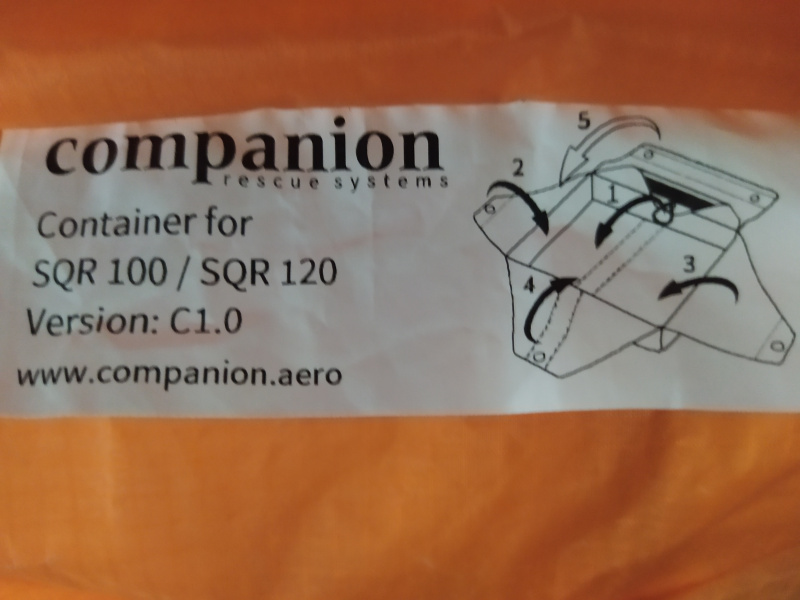 companion
rescue systems
Container for
SQR 100 / SQR 120
Version: C1.0
www.companion.aero
5
2
1
3
4